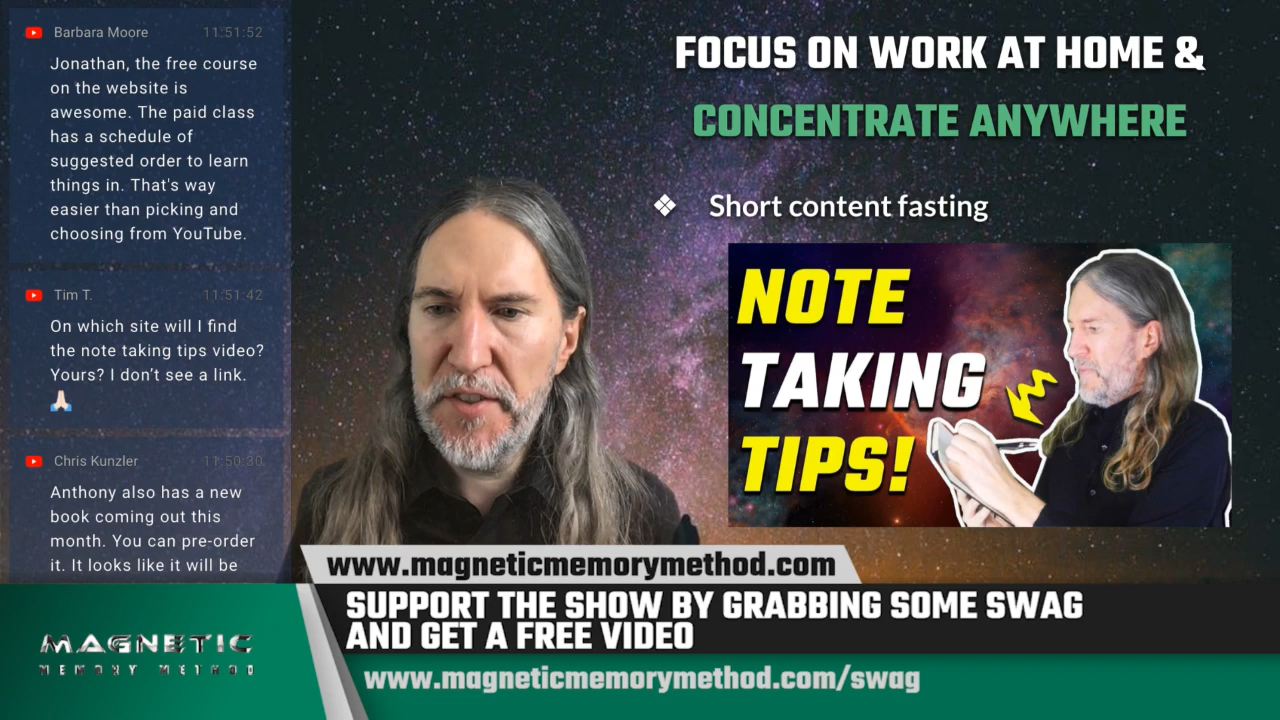 Barbara Moore 11:51:52
Jonathan, the free course
on the website is
awesome. The paid class
has a schedule of
suggested order to learn
things in. That's way
easier than picking and
choosing from YouTube.
Tim T. 11:51:42
On which site will I find
the note taking tips video?
Yours? I don’t see a link.
🙏🏻
Chris Kunzler 11:50:30
Anthony also has a new
book coming out this
month. You can pre-order
it. It looks like it will be
FOCUS ON WORK AT HOME &
CONCENTRATE ANYWHERE
❖ Short content fasting
NOTE
TAKING
TIPS!
www.magneticmemorymethod.com
SUPPORT THE SHOW BY GRABBING SOME SWAG
AND GET A FREE VIDEO
www.magneticmemorymethod.com/swag
MAGNETIC
MEMORY METHOD